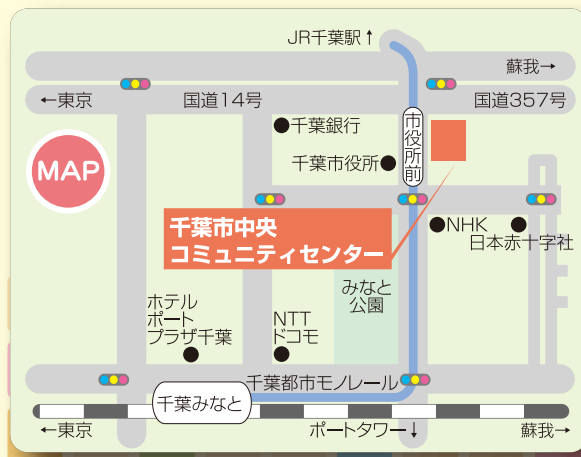 JR千葉駅↑
蘇我→
←東京
国道14号
国道357号
千葉銀行
市役所前
MAP
千葉市役所
千葉市中央
コミュニティセンター
NHK
日本赤十字社
みなと
公園
ホテル
ポート
プラザ千葉
NTT
ドコモ
千葉都市モノレール
千葉みなと
←東京
ポートタワー↓
蘇我→